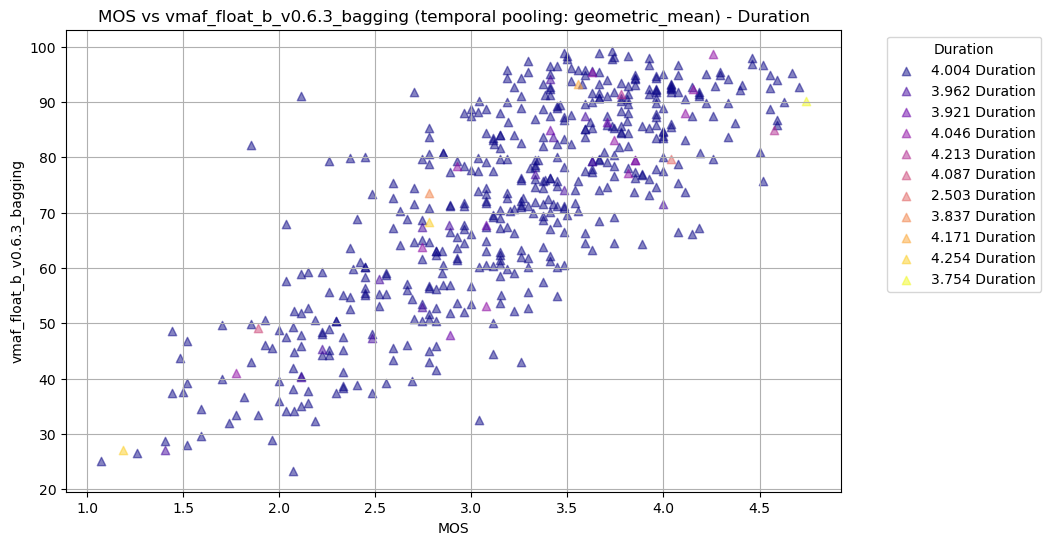 MOS vs vmaf_float_b_v0.6.3_bagging (temporal pooling: geometric_mean) - Duration
vmaf_float_b_v0.6.3_bagging
100
90
80
70
60
50
40
30
20
1.0 1.5 2.0 2.5 3.0 3.5 4.0 4.5
MOS
Duration
4.004 Duration
3.962 Duration
3.921 Duration
4.046 Duration
4.213 Duration
4.087 Duration
2.503 Duration
3.837 Duration
4.171 Duration
4.254 Duration
3.754 Duration